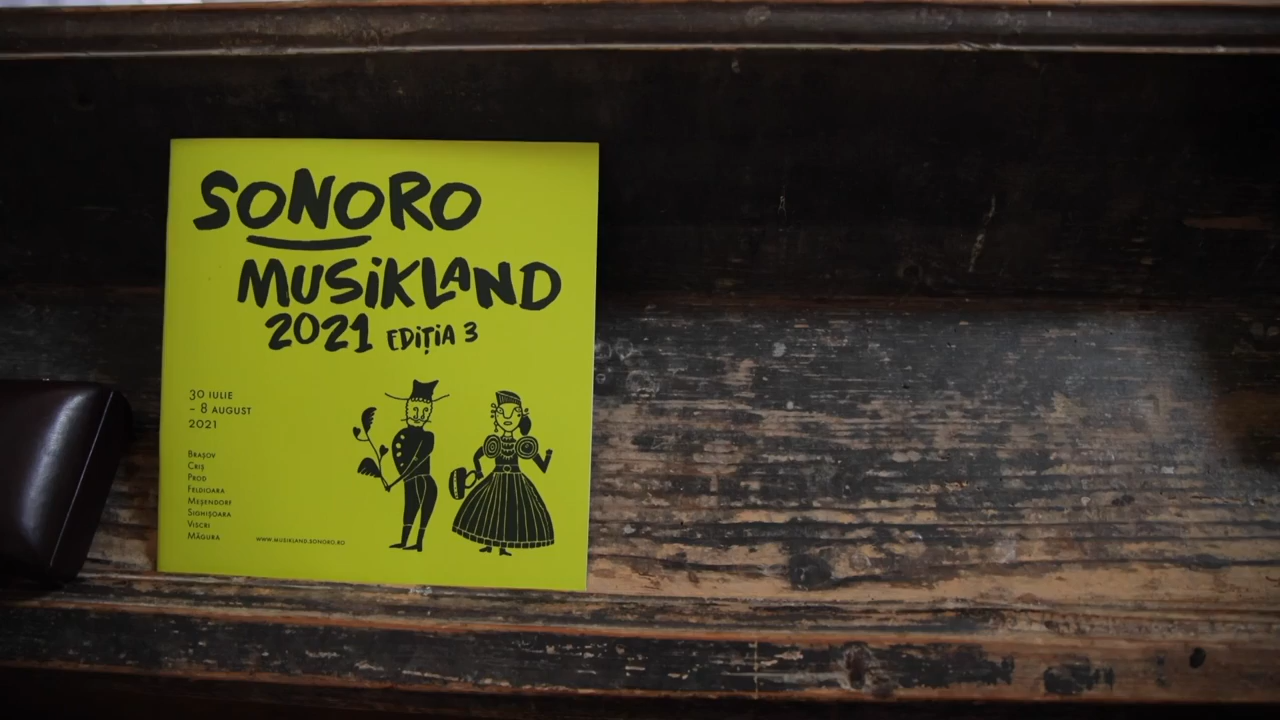 SONORO
MUSIKLAND
2021 EDIȚIA 3
30 IULIE
– 8 AUGUST
2021
BRAȘOV
CRIȘ
PROD
FELDIOARA
MEȘENDORF
SIGHIȘOARA
VISCRI
MĂGURA
WWW.MUSIKLAND.SONORO.RO